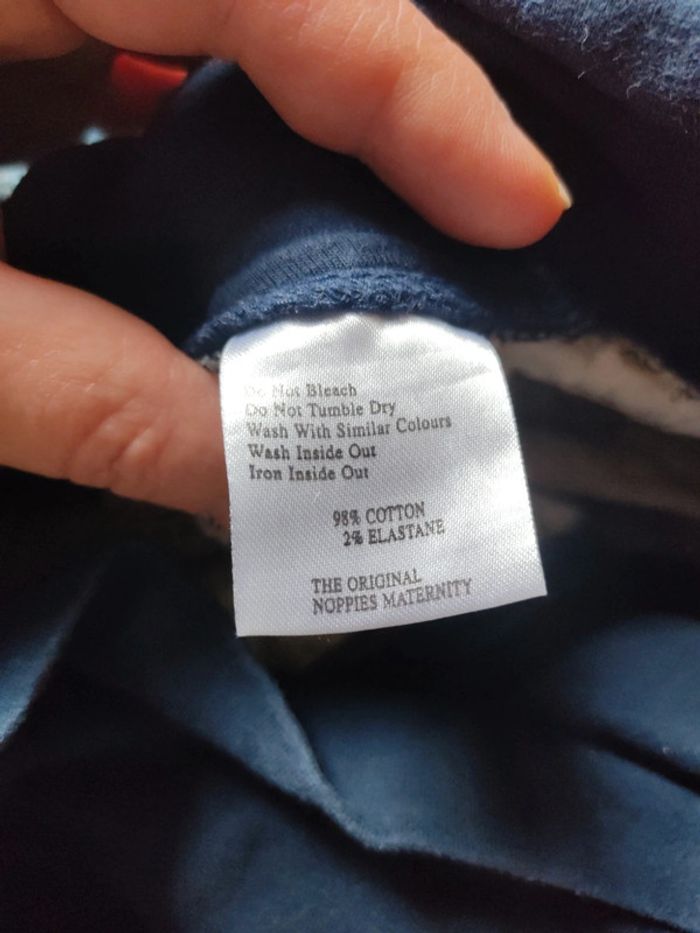 Do Not Bleach
Do Not Tumble Dry
Wash With Similar Colours
Wash Inside Out
Iron Inside Out
98% COTTON
2% ELASTANE
THE ORIGINAL
NOPPIES MATERNITY